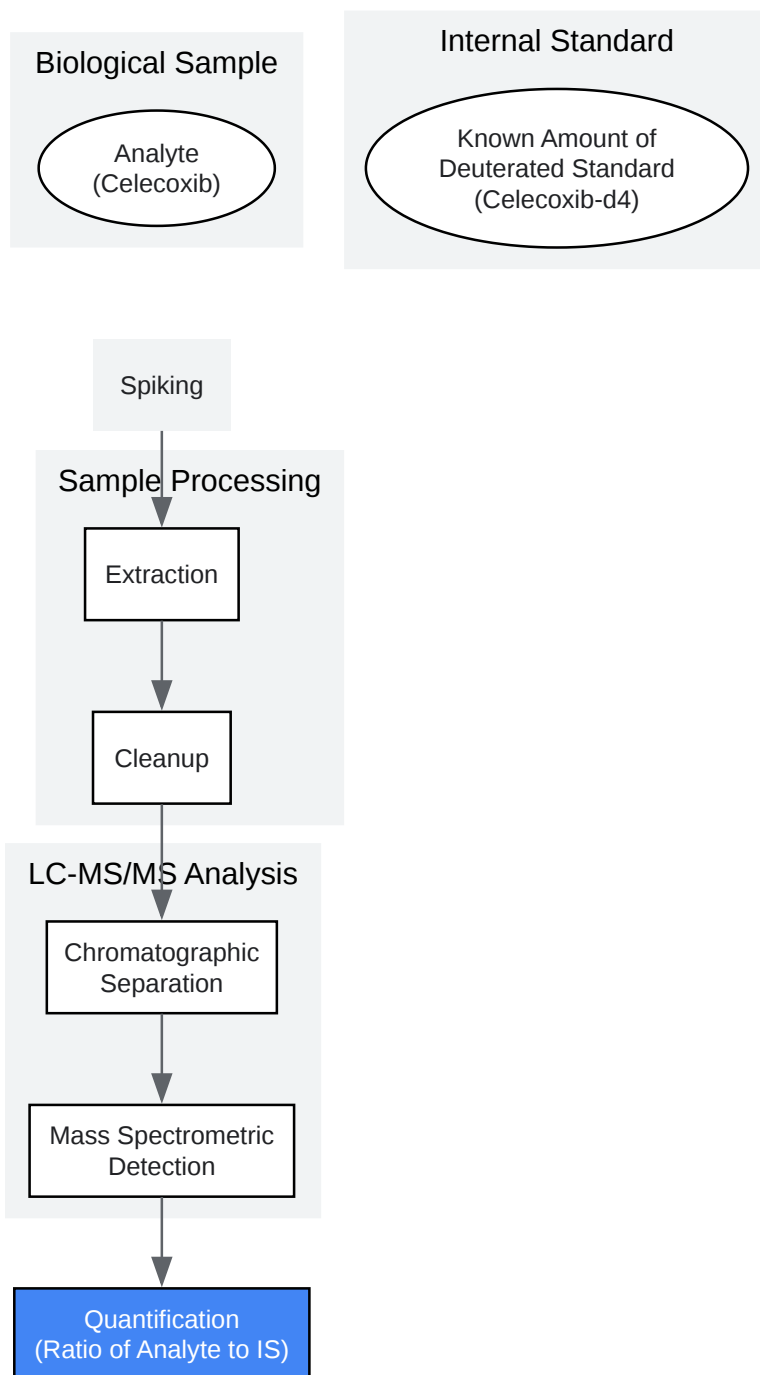 Biological Sample
Analyte
(Celecoxib)
Internal Standard
Known Amount of
Deuterated Standard
(Celecoxib-d4)
Spiking
Sample Processing
Extraction
Cleanup
LC-MS/MS Analysis
Chromatographic
Separation
Mass Spectrometric
Detection
Quantification
(Ratio of Analyte to IS)